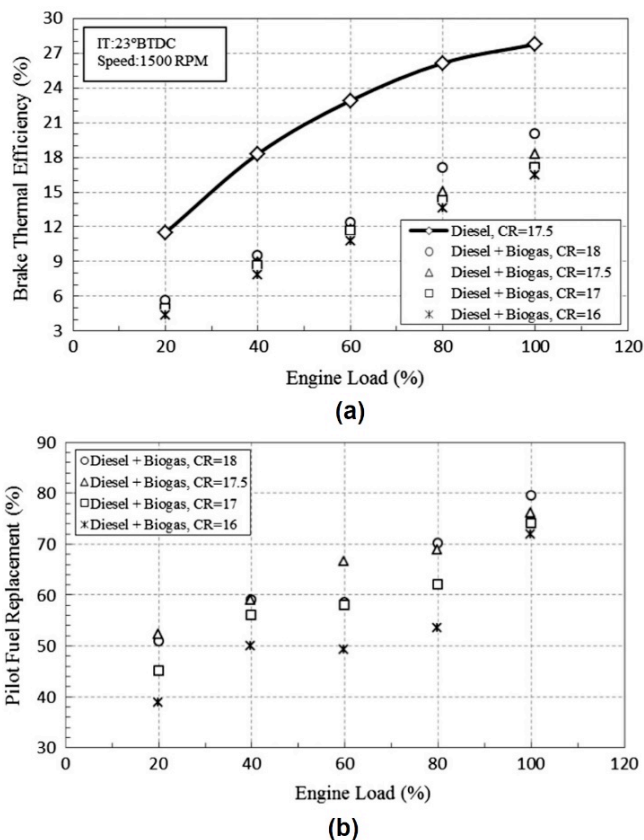 30
27
24
21
18
15
12
9
6
3
Brake Thermal Efficiency (%)
IT:23°BTDC
Speed:1500 RPM
Diesel, CR=17.5
Diesel + Biogas, CR=18
Diesel + Biogas, CR=17.5
Diesel + Biogas, CR=17
Diesel + Biogas, CR=16
0 20 40 60 80 100 120
Engine Load (%)
(a)
90
80
70
60
50
40
30
Pilot Fuel Replacement (%)
Diesel + Biogas, CR=18
Diesel + Biogas, CR=17.5
Diesel + Biogas, CR=17
Diesel + Biogas, CR=16
0 20 40 60 80 100 120
Engine Load (%)
(b)